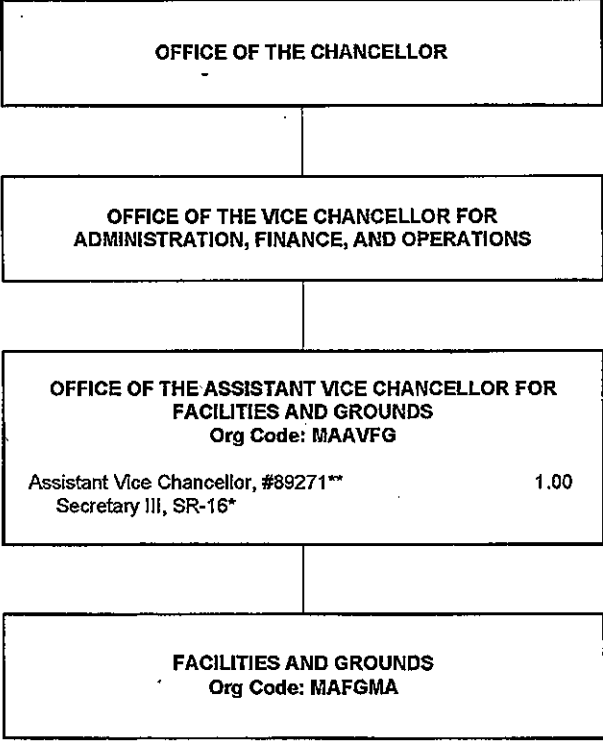 OFFICE OF THE CHANCELLOR
OFFICE OF THE VICE CHANCELLOR FOR
ADMINISTRATION, FINANCE, AND OPERATIONS
OFFICE OF THE ASSISTANT VICE CHANCELLOR FOR
FACILITIES AND GROUNDS
Org Code: MAAVFG
Assistant Vice Chancellor, #89271** 1.00
Secretary III, SR-16*
FACILITIES AND GROUNDS
Org Code: MAFGMA